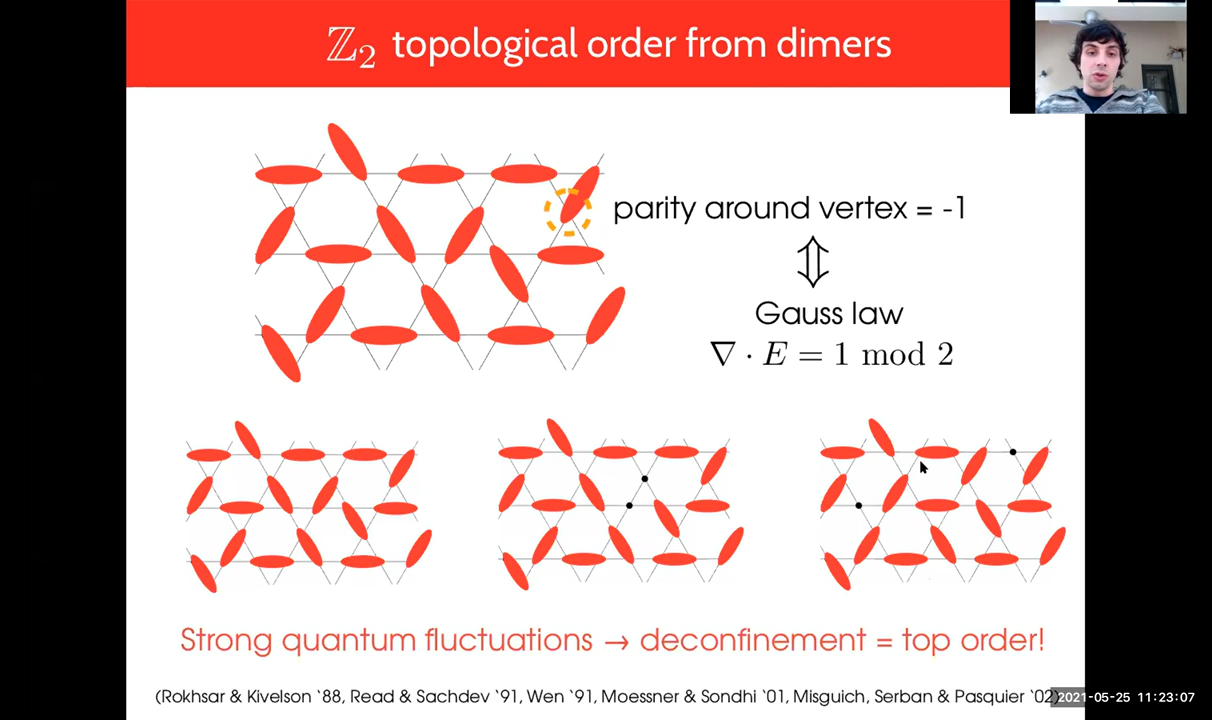 ℤ₂ topological order from dimers
parity around vertex = -1
Gauss law
∇ · E = 1 mod 2
Strong quantum fluctuations → deconfinement = top order!
(Rokhsar & Kivelson ‘88, Read & Sachdev ‘91, Wen ‘91, Moessner & Sondhi ‘01, Misguich, Serban & Pasquier ‘02)
2021-05-25 11:23:07